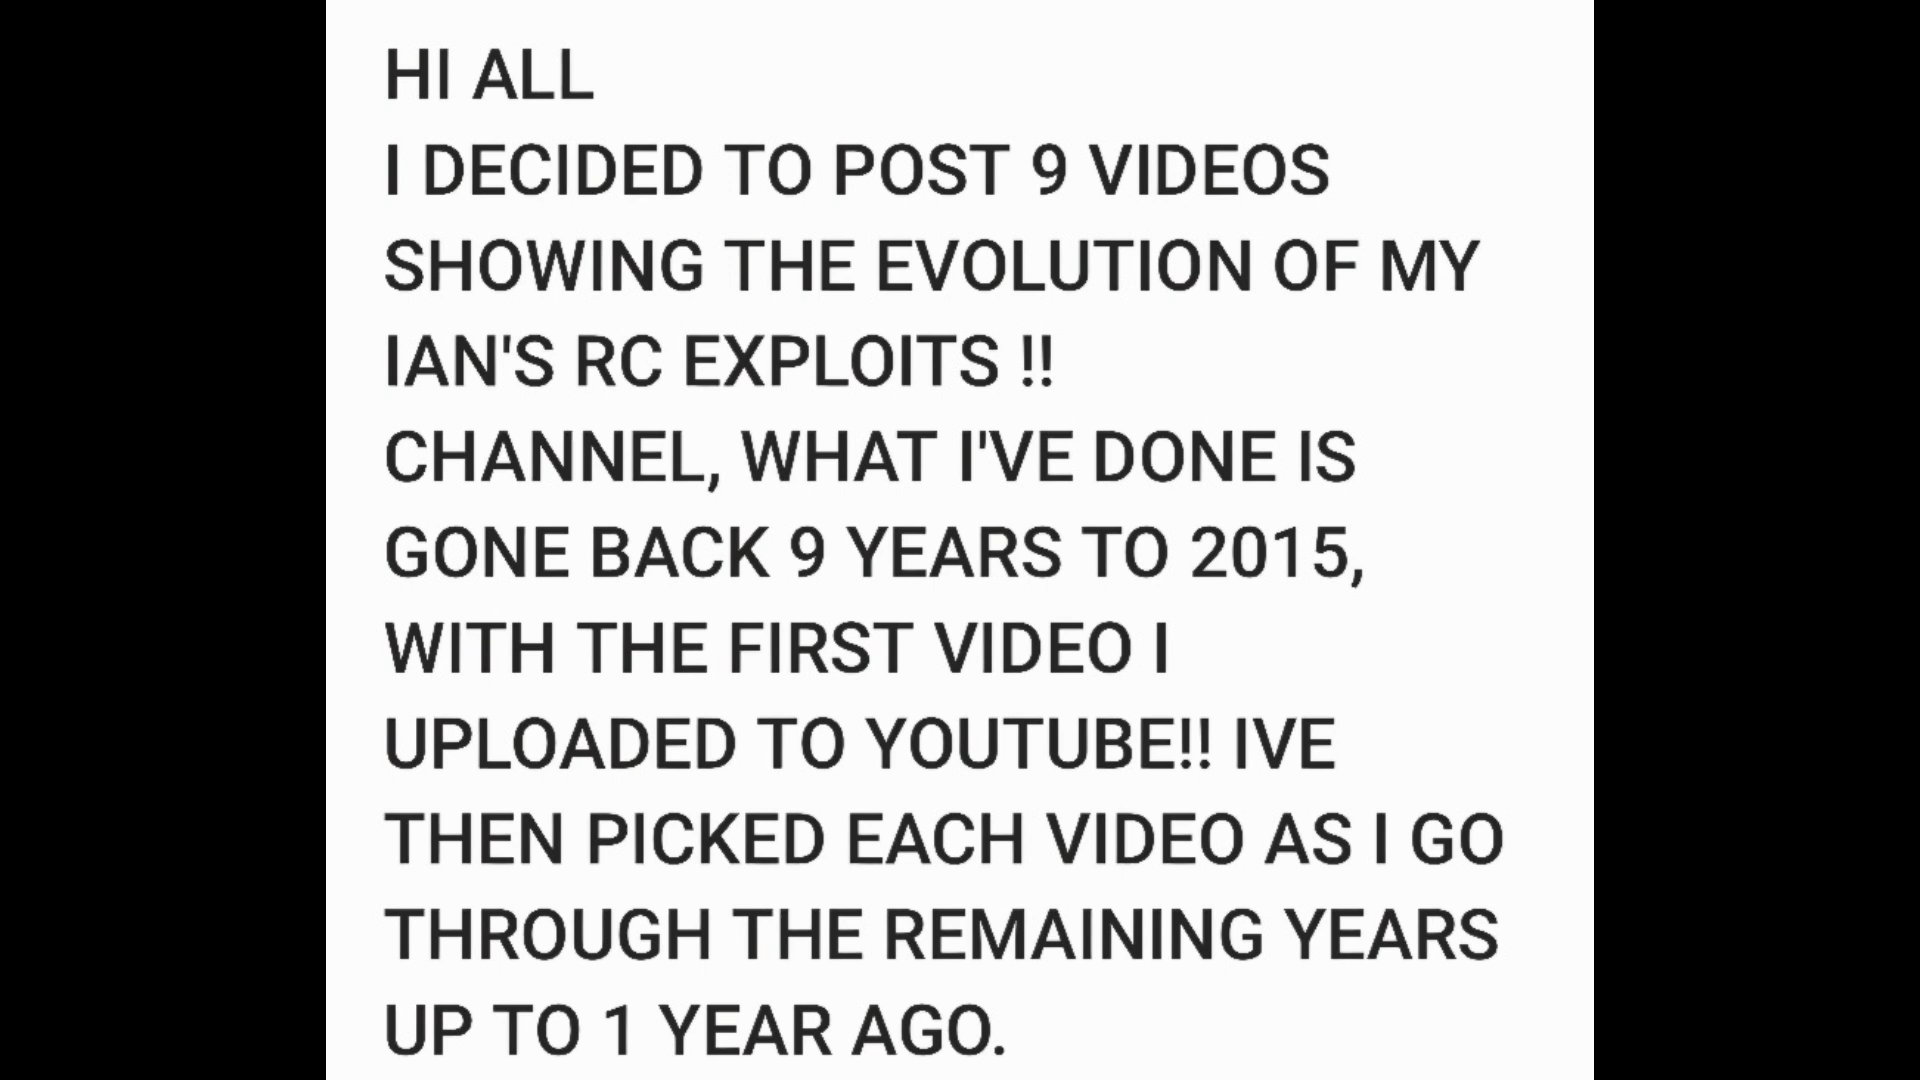 HI ALL
I DECIDED TO POST 9 VIDEOS
SHOWING THE EVOLUTION OF MY
IAN'S RC EXPLOITS !!
CHANNEL, WHAT I'VE DONE IS
GONE BACK 9 YEARS TO 2015,
WITH THE FIRST VIDEO I
UPLOADED TO YOUTUBE!! IVE
THEN PICKED EACH VIDEO AS I GO
THROUGH THE REMAINING YEARS
UP TO 1 YEAR AGO.